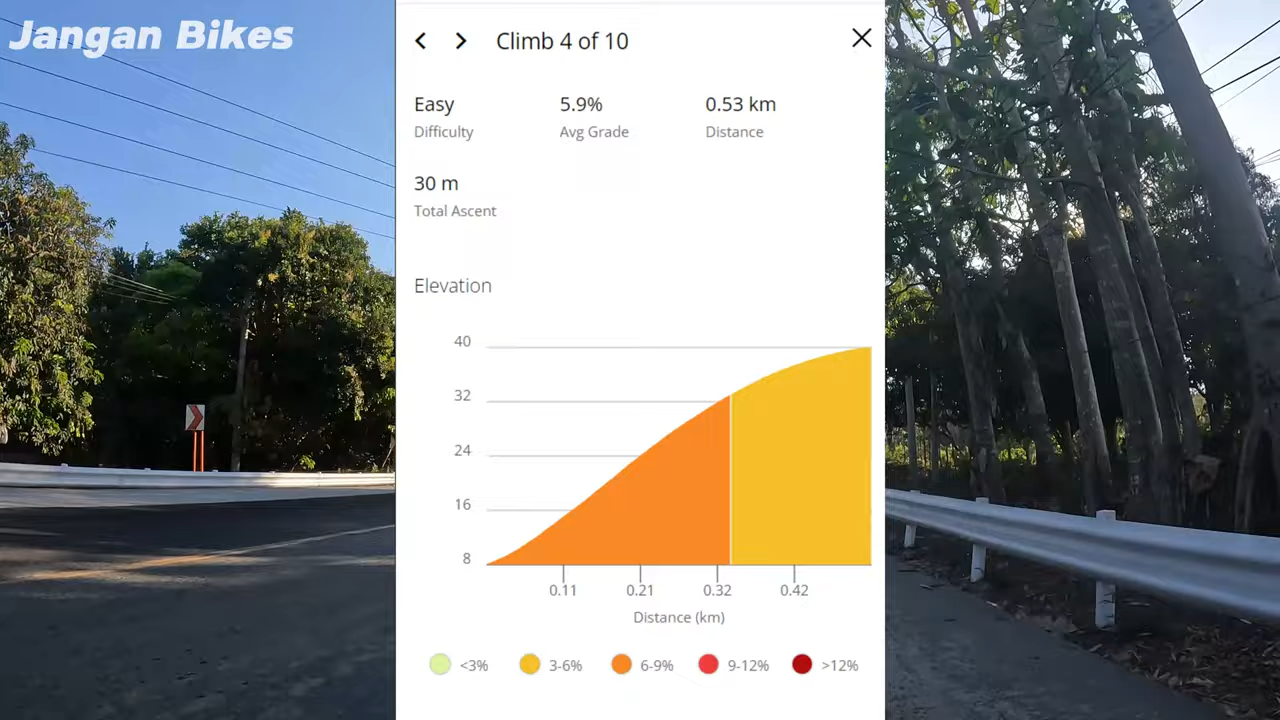 Jangan Bikes
Climb 4 of 10
Easy
5.9%
0.53 km
Difficulty
Avg Grade
Distance
30 m
Total Ascent
Elevation
40
32
24
16
8
0.11
0.21
0.32
0.42
Distance (km)
<3%
3-6%
6-9%
9-12%
>12%